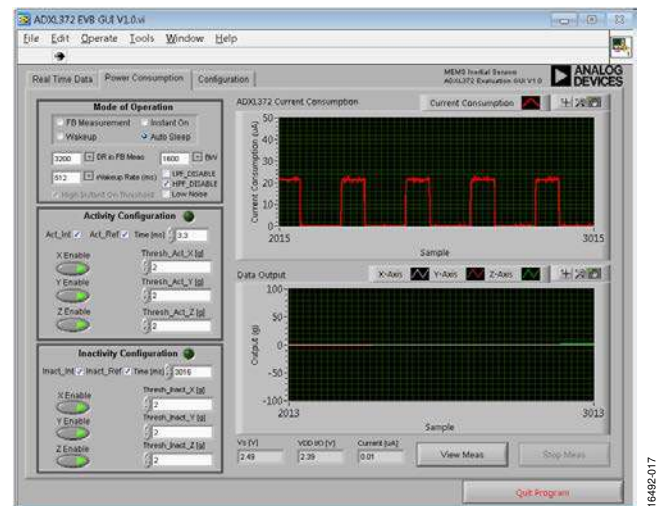 ADXL372 EVB GUI V1.0.vi
File Edit Operate Tools Window Help
Real Time Data Power Consumption Configuration
MEMS Inertial Sensors
ADXL372 Evaluation GUI V1.0
ANALOG
DEVICES
Mode of Operation
FB Measurement Instant On
Wakeup Auto Sleep
3200 DR in FB Meas 1600 BW
512 Wakeup Rate (ms) LPF_DISABLE
HPF_DISABLE
High Instant On Threshold Low Noise
Activity Configuration
Act_Int Act_Ref Time (ms) 3.3
X Enable Thresh_Act_X [g]
2
Y Enable Thresh_Act_Y [g]
2
Z Enable Thresh_Act_Z [g]
2
Inactivity Configuration
Inact_Int Inact_Ref Time (ms) 3016
X Enable Thresh_Inact_X [g]
2
Y Enable Thresh_Inact_Y [g]
2
Z Enable Thresh_Inact_Z [g]
2
ADXL372 Current Consumption Current Consumption
Current Consumption (uA)
50
40
30
20
10
0
2015 3015
Sample
Data Output X-Axis Y-Axis Z-Axis
Output (g)
100
50
0
-50
-100
2013 3013
Sample
Vs [V] VDD I/O [V] Current [uA]
2.49 2.39 0.01 View Meas Stop Meas
Quit Program
16492-017